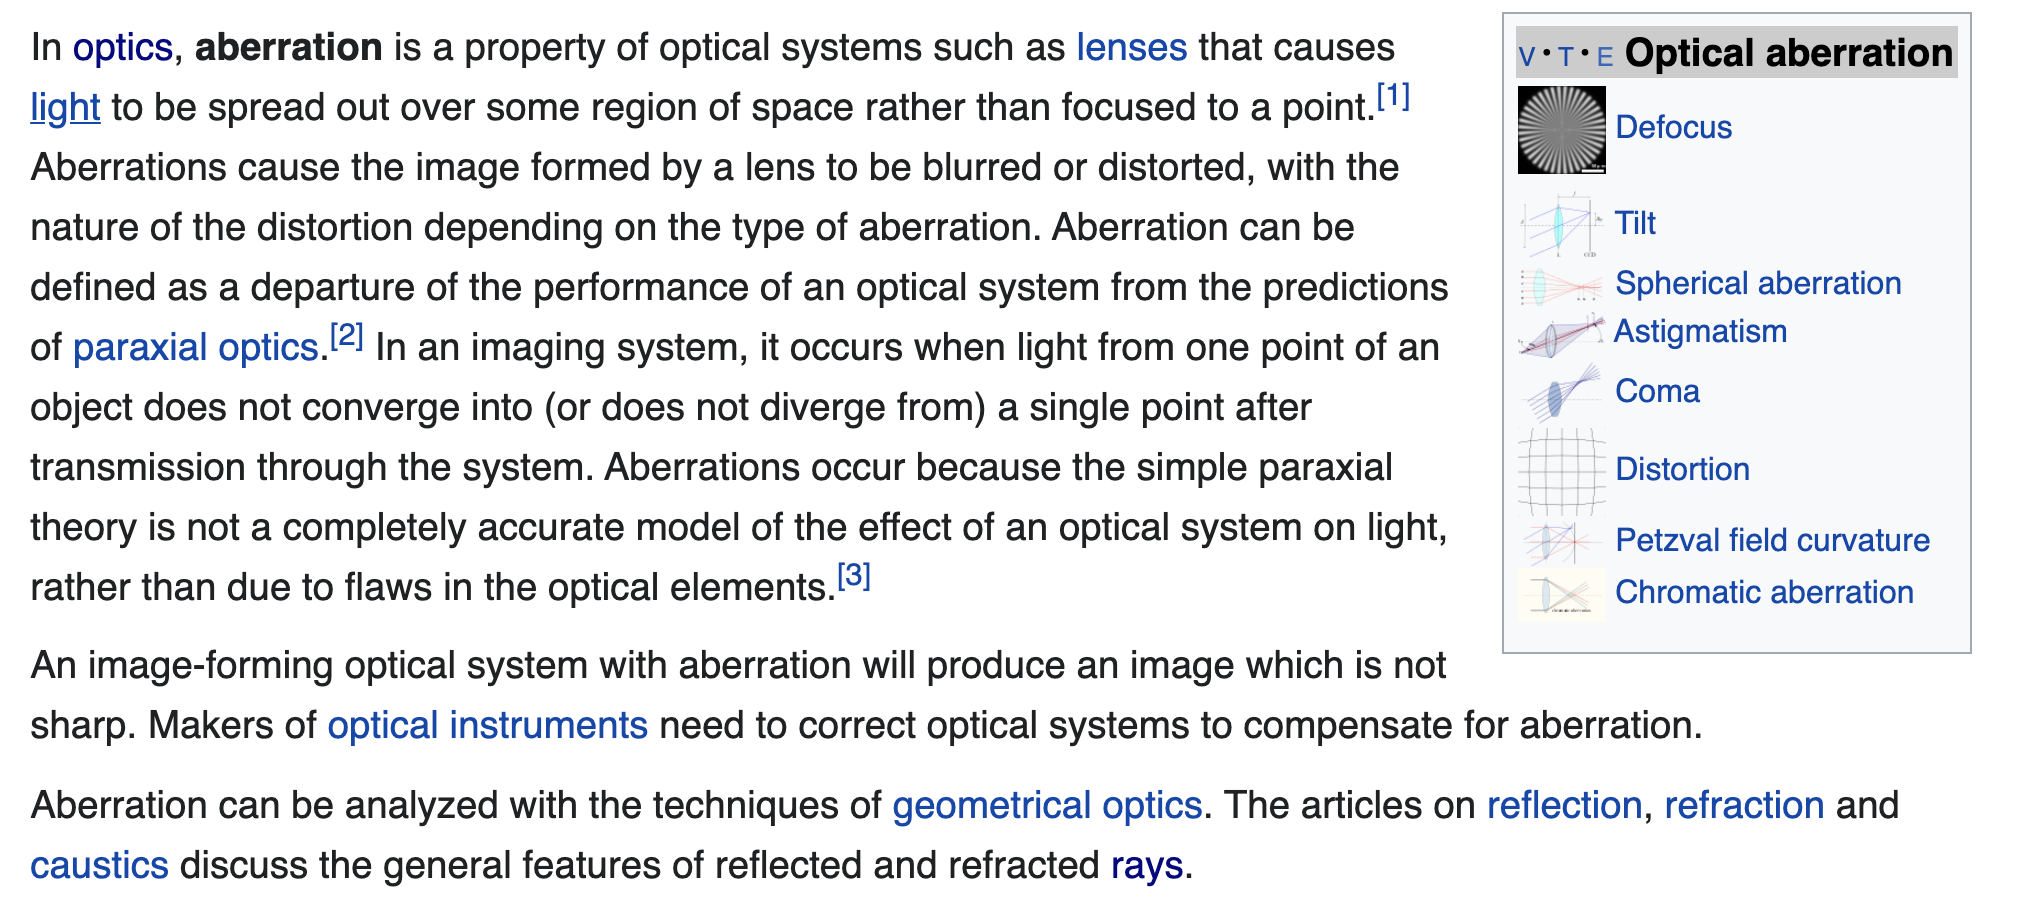 In optics, aberration is a property of optical systems such as lenses that causes
light to be spread out over some region of space rather than focused to a point.[1]
Aberrations cause the image formed by a lens to be blurred or distorted, with the
nature of the distortion depending on the type of aberration. Aberration can be
defined as a departure of the performance of an optical system from the predictions
of paraxial optics.[2] In an imaging system, it occurs when light from one point of an
object does not converge into (or does not diverge from) a single point after
transmission through the system. Aberrations occur because the simple paraxial
theory is not a completely accurate model of the effect of an optical system on light,
rather than due to flaws in the optical elements.[3]
An image-forming optical system with aberration will produce an image which is not
sharp. Makers of optical instruments need to correct optical systems to compensate for aberration.
Aberration can be analyzed with the techniques of geometrical optics. The articles on reflection, refraction and
caustics discuss the general features of reflected and refracted rays.
V · T · E Optical aberration
Defocus
Tilt
Spherical aberration
Astigmatism
Coma
Distortion
Petzval field curvature
Chromatic aberration